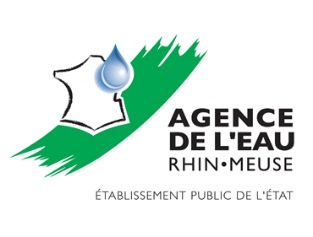 AGENCE
DE L'EAU
RHIN•MEUSE
ÉTABLISSEMENT PUBLIC DE L'ÉTAT